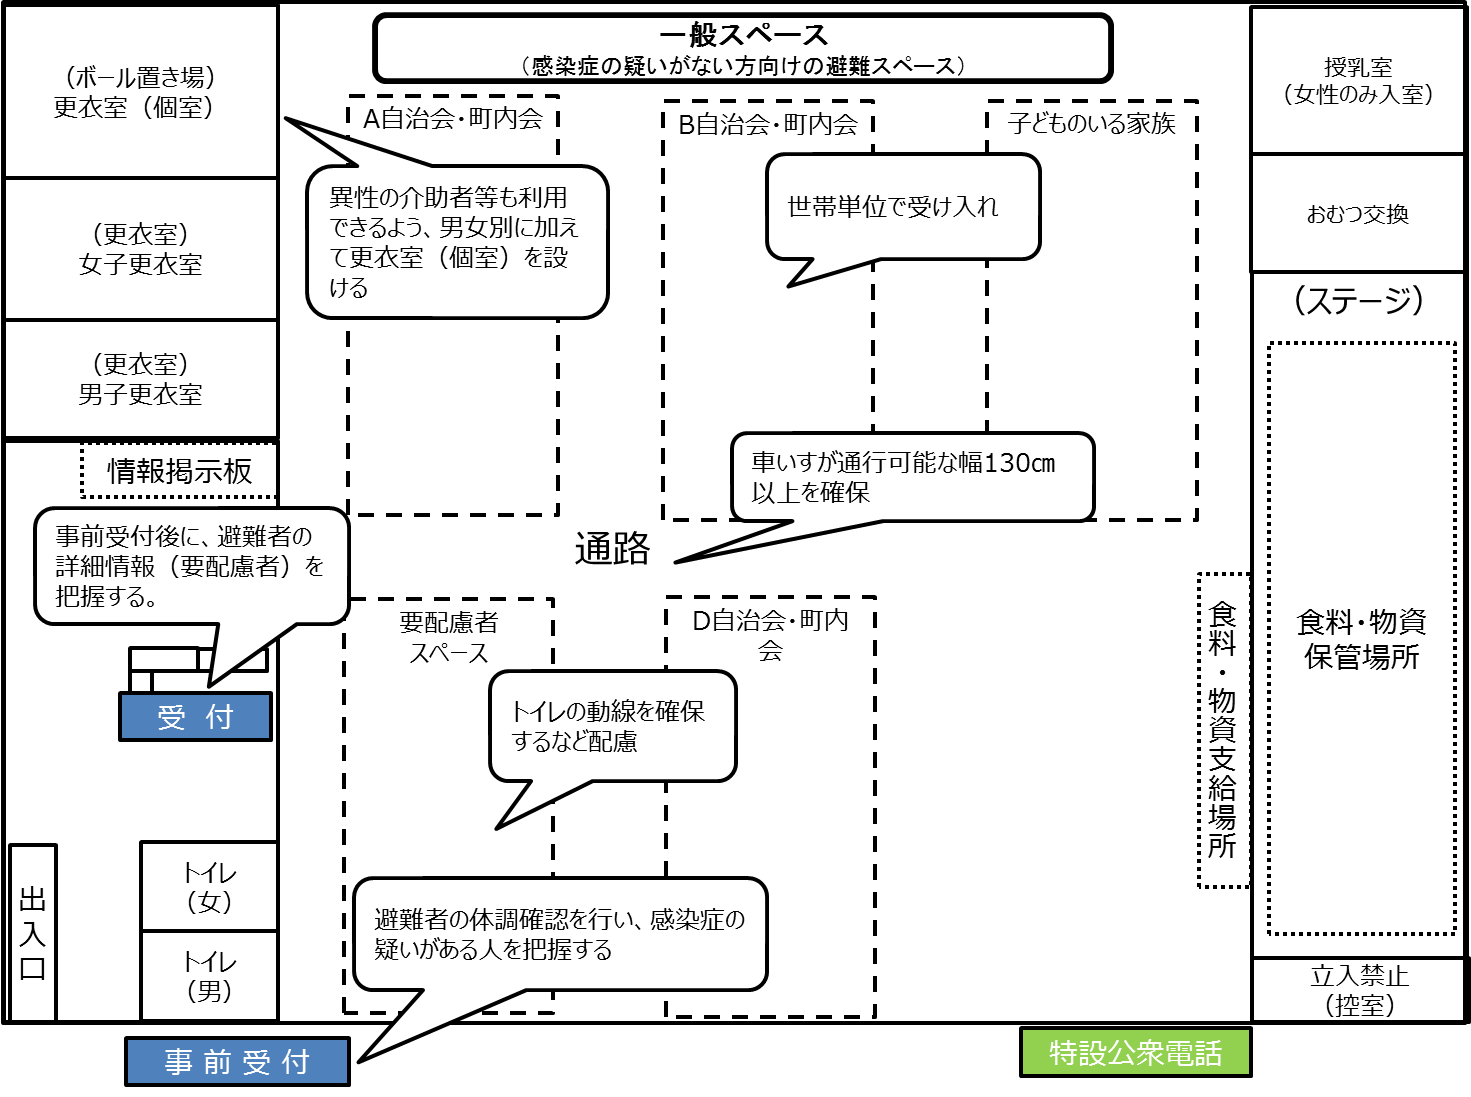 一般スペース
（感染症の疑いがない方向けの避難スペース）
（ボール置き場）
更衣室（個室）
（更衣室）
女子更衣室
（更衣室）
男子更衣室
情報掲示板
事前受付後に、避難者の
詳細情報（要配慮者）を
把握する。
受　付
出入口
トイレ
（女）
トイレ
（男）
事前受付
A自治会・町内会
異性の介助者等も利用
できるよう、男女別に加え
て更衣室（個室）を設
ける
B自治会・町内会
世帯単位で受け入れ
子どものいる家族
車いすが通行可能な幅130㎝
以上を確保
通路
要配慮者
スペース
トイレの動線を確保
するなど配慮
D自治会・町内
会
避難者の体調確認を行い、感染症の
疑いがある人を把握する
授乳室
（女性のみ入室）
おむつ交換
（ステージ）
食料・物資
保管場所
食料・物資支給場所
立入禁止
（控室）
特設公衆電話